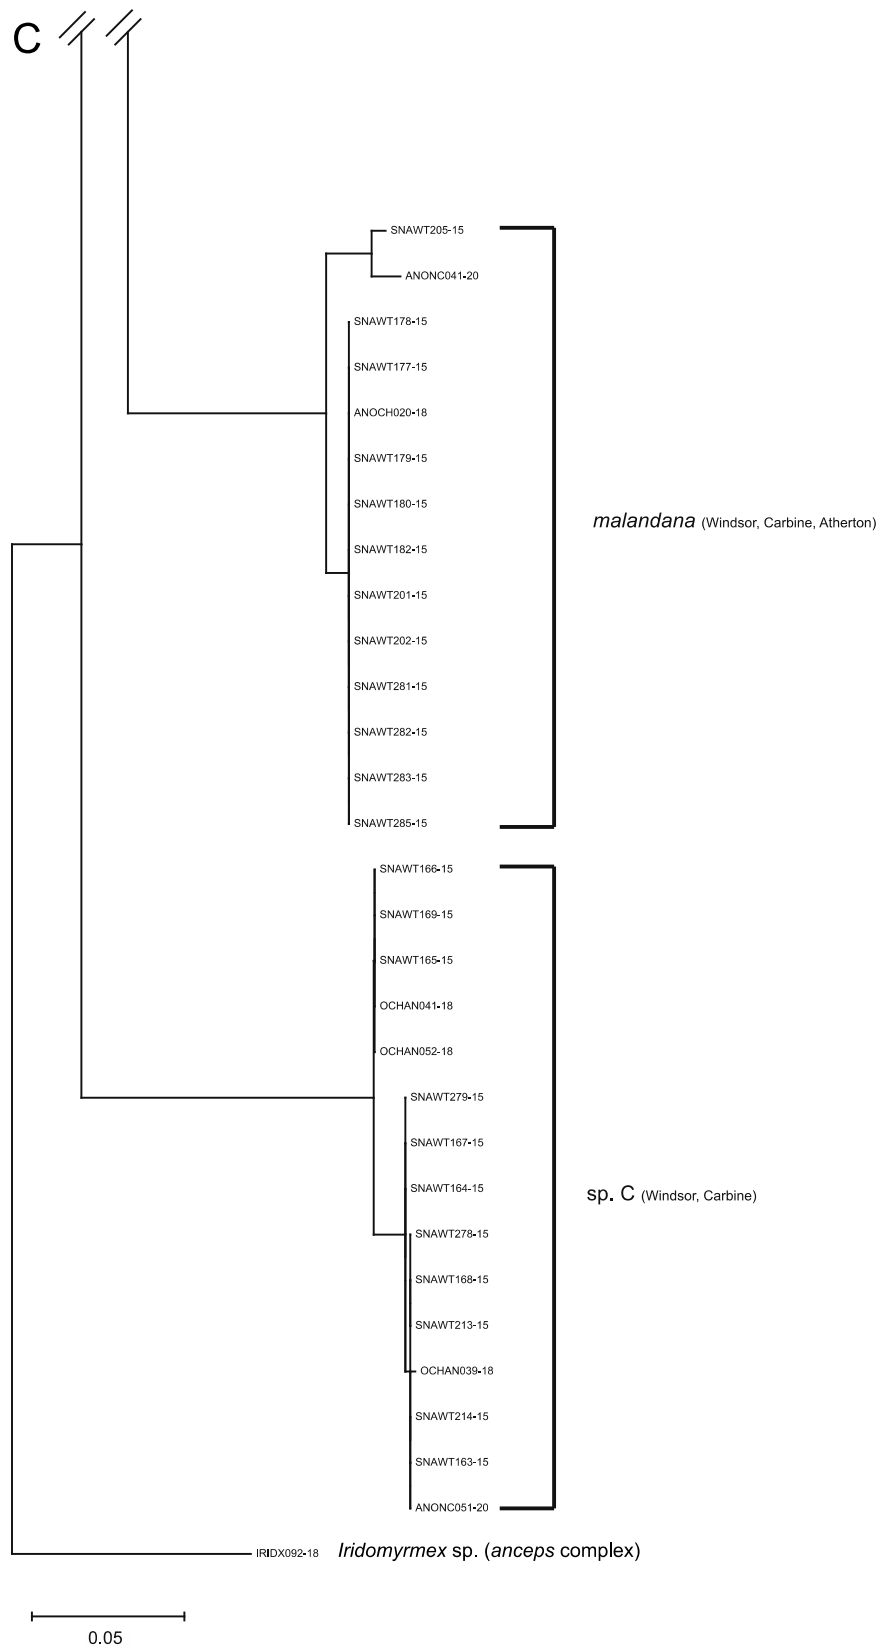 C
SNAWT205-15
ANONC041-20
SNAWT178-15
SNAWT177-15
ANOCH020-18
SNAWT179-15
SNAWT180-15
malandana (Windsor, Carbine, Atherton)
SNAWT182-15
SNAWT201-15
SNAWT202-15
SNAWT281-15
SNAWT282-15
SNAWT283-15
SNAWT285-15
SNAWT166-15
SNAWT169-15
SNAWT165-15
OCHAN041-18
OCHAN052-18
SNAWT279-15
SNAWT167-15
SNAWT164-15
sp. C (Windsor, Carbine)
SNAWT278-15
SNAWT168-15
SNAWT213-15
OCHAN039-18
SNAWT214-15
SNAWT163-15
ANONC051-20
IRIDX092-18 Iridomyrmex sp. (anceps complex)
0.05